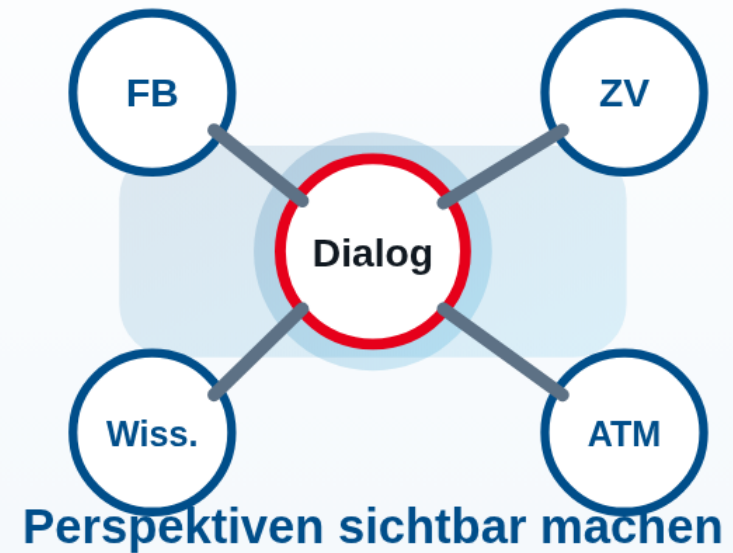 FB
ZV
Dialog
Wiss.
ATM
Perspektiven sichtbar machen